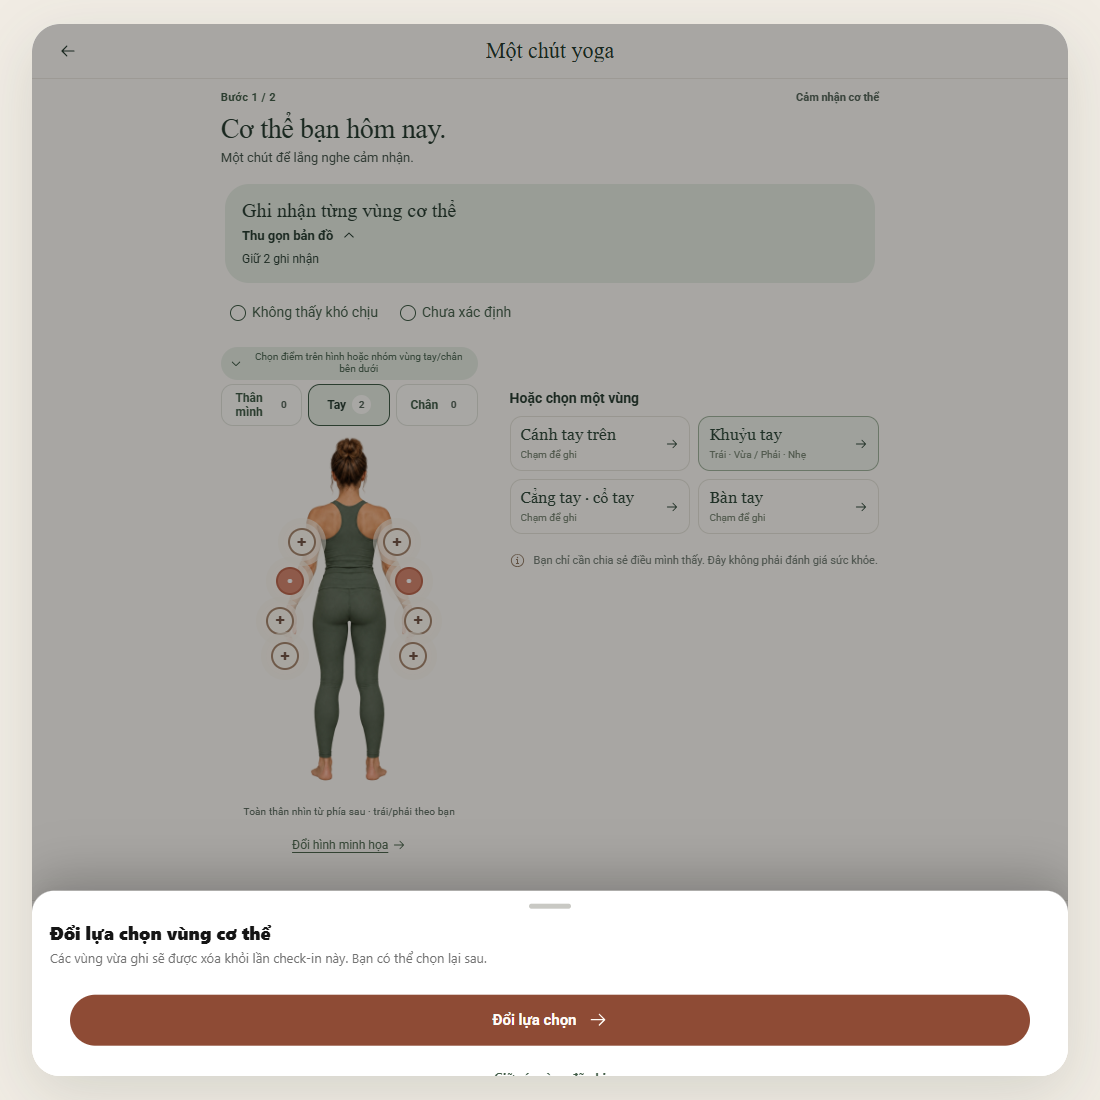 Một chút yoga
Bước 1 / 2
Cảm nhận cơ thể
Cơ thể bạn hôm nay.
Một chút để lắng nghe cảm nhận.
Ghi nhận từng vùng cơ thể
Thu gọn bản đồ
Giữ 2 ghi nhận
Không thấy khó chịu
Chưa xác định
Chọn điểm trên hình hoặc nhóm vùng tay/chân
bên dưới
Thân
mình
0
Tay 2
Chân 0
Hoặc chọn một vùng
Cánh tay trên
Chạm để ghi
Khuỷu tay
Trái · Vừa / Phải · Nhẹ
Cẳng tay · cổ tay
Chạm để ghi
Bàn tay
Chạm để ghi
Bạn chỉ cần chia sẻ điều mình thấy. Đây không phải đánh giá sức khỏe.
Toàn thân nhìn từ phía sau · trái/phải theo bạn
Đổi hình minh họa
Đổi lựa chọn vùng cơ thể
Các vùng vừa ghi sẽ được xóa khỏi lần check-in này. Bạn có thể chọn lại sau.
Đổi lựa chọn